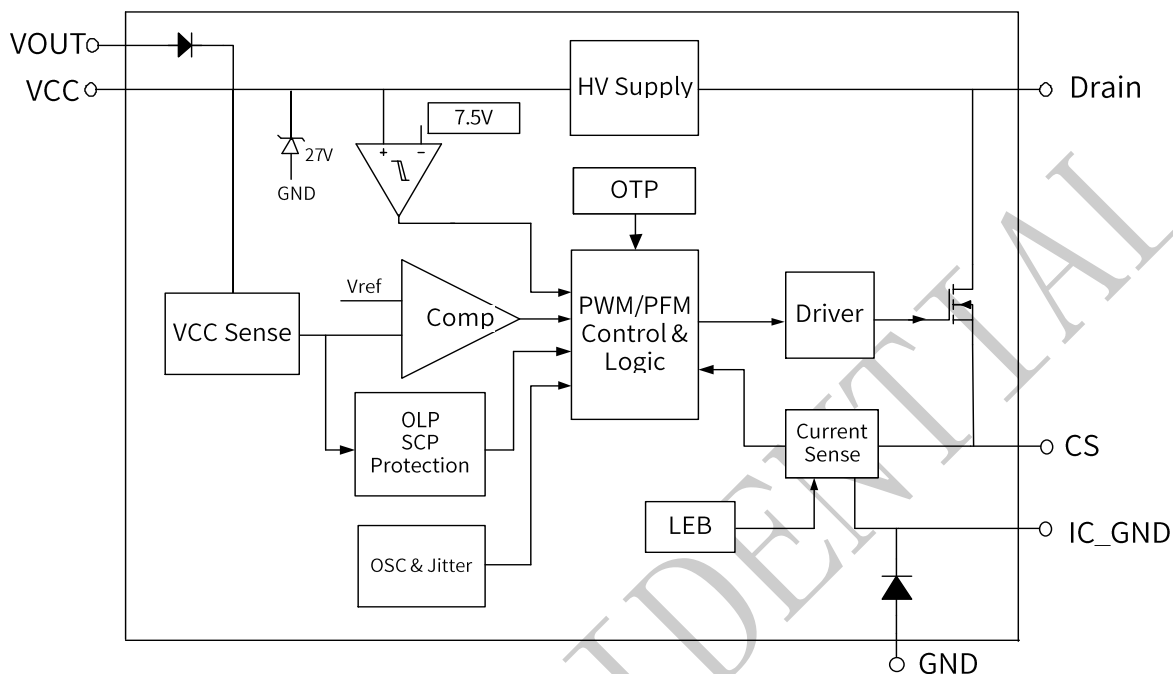 VOUT
VCC
HV Supply
Drain
7.5V
+ −
27V
GND
OTP
Vref
VCC Sense
Comp
PWM/PFM
Control &
Logic
Driver
OLP
SCP
Protection
Current
Sense
CS
LEB
IC_GND
OSC & Jitter
GND
IDENTIAL